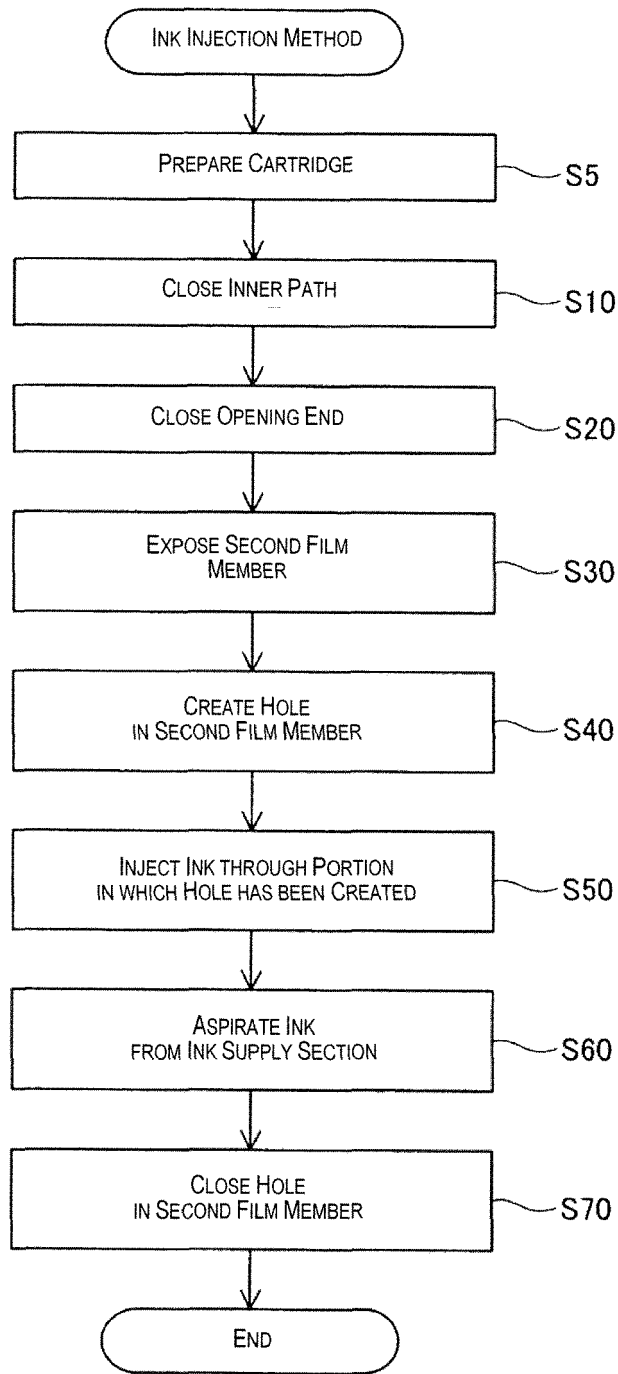 INK INJECTION METHOD
PREPARE CARTRIDGE
S5
CLOSE INNER PATH
S10
CLOSE OPENING END
S20
EXPOSE SECOND FILM
MEMBER
S30
CREATE HOLE
IN SECOND FILM MEMBER
S40
INJECT INK THROUGH PORTION
IN WHICH HOLE HAS BEEN CREATED
S50
ASPIRATE INK
FROM INK SUPPLY SECTION
S60
CLOSE HOLE
IN SECOND FILM MEMBER
S70
END